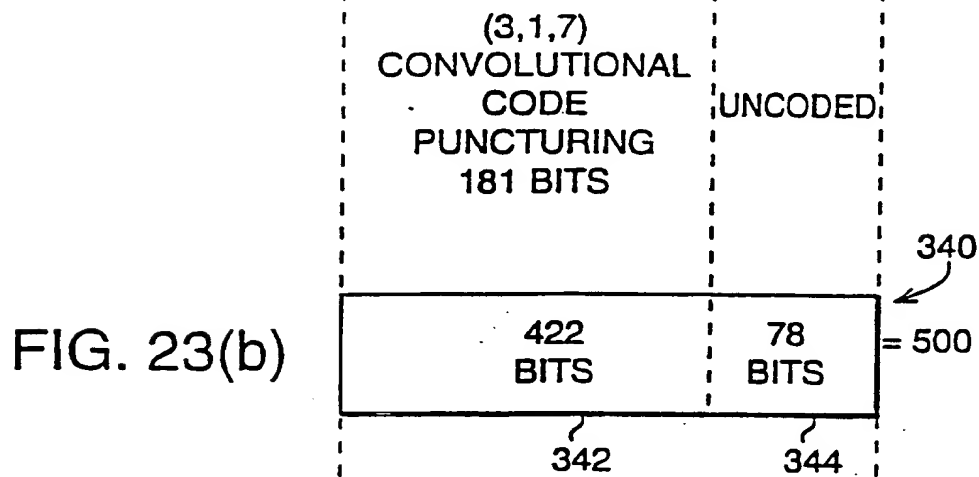 (3,1,7)
CONVOLUTIONAL
CODE
PUNCTURING
181 BITS
UNCODED
340
FIG. 23(b)
422
BITS
78
BITS
= 500
342
344